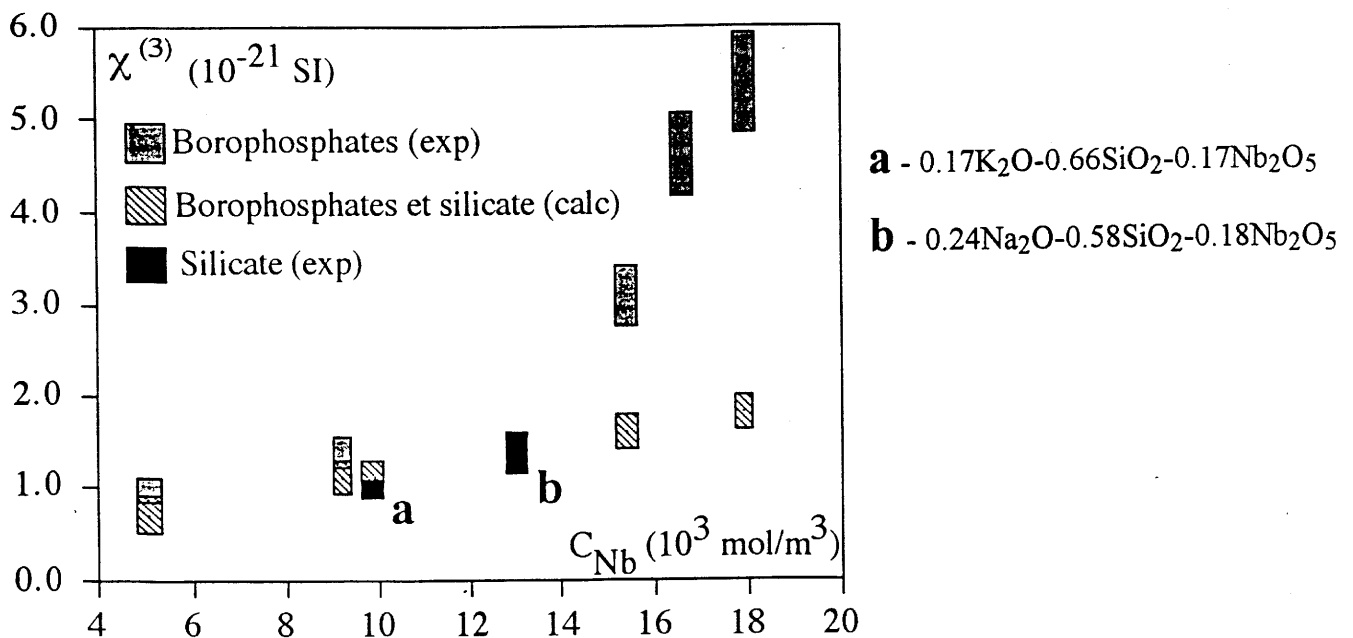 6.0
χ(3) (10-21 SI)
5.0
Borophosphates (exp)
a - 0.17K2O-0.66SiO2-0.17Nb2O5
4.0
Borophosphates et silicate (calc)
b - 0.24Na2O-0.58SiO2-0.18Nb2O5
Silicate (exp)
3.0
2.0
1.0
a
b
CNb (103 mol/m3)
0.0
4 6 8 10 12 14 16 18 20